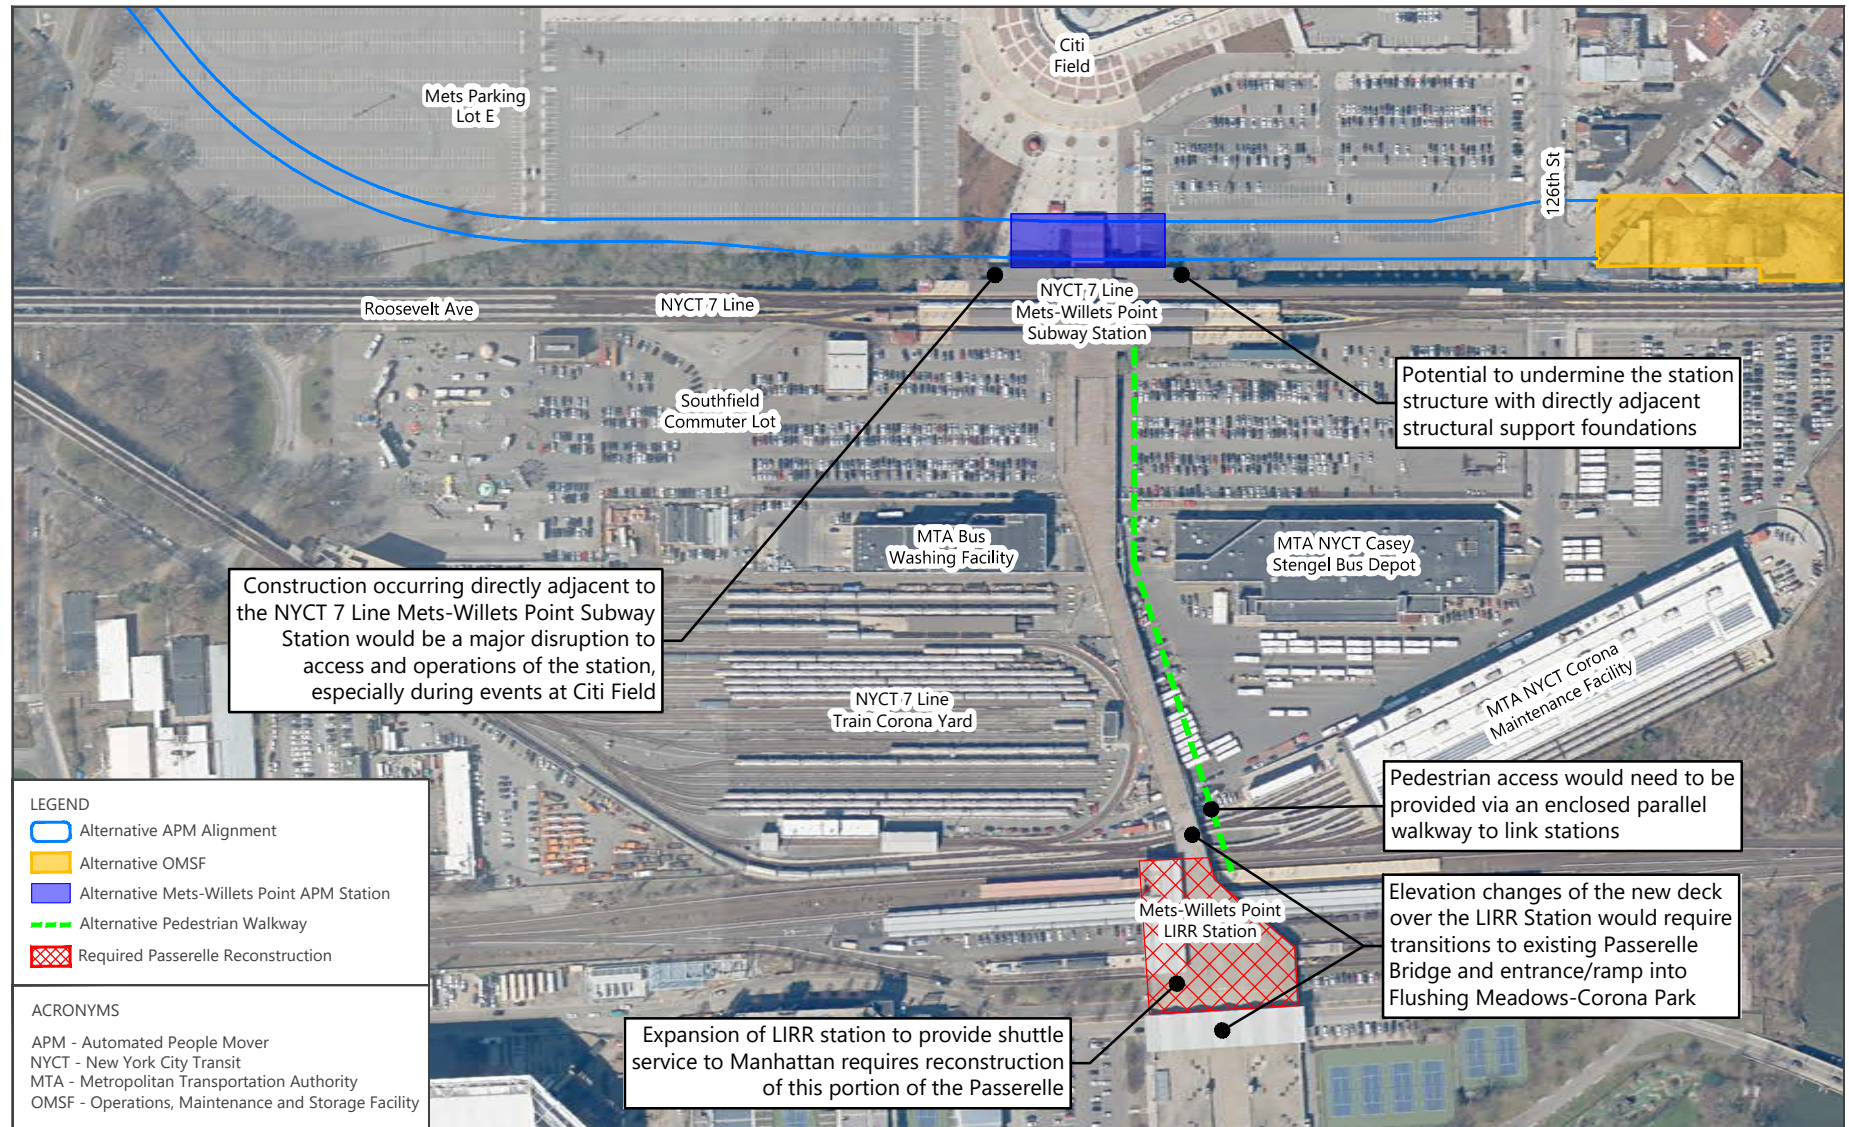 Citi
Field
Mets Parking
Lot E
126th St
Roosevelt Ave
NYCT 7 Line
NYCT 7 Line
Mets-Willets Point
Subway Station
Potential to undermine the station
structure with directly adjacent
structural support foundations
Southfield
Commuter Lot
MTA Bus
Washing Facility
MTA NYCT Casey
Stengel Bus Depot
Construction occurring directly adjacent to
the NYCT 7 Line Mets-Willets Point Subway
Station would be a major disruption to
access and operations of the station,
especially during events at Citi Field
NYCT 7 Line
Train Corona Yard
MTA NYCT Corona
Maintenance Facility
Pedestrian access would need to be
provided via an enclosed parallel
walkway to link stations
Elevation changes of the new deck
over the LIRR Station would require
transitions to existing Passerelle
Bridge and entrance/ramp into
Flushing Meadows-Corona Park
Mets-Willets Point
LIRR Station
Expansion of LIRR station to provide shuttle
service to Manhattan requires reconstruction
of this portion of the Passerelle
LEGEND
Alternative APM Alignment
Alternative OMSF
Alternative Mets-Willets Point APM Station
Alternative Pedestrian Walkway
Required Passerelle Reconstruction
ACRONYMS
APM - Automated People Mover
NYCT - New York City Transit
MTA - Metropolitan Transportation Authority
OMSF - Operations, Maintenance and Storage Facility